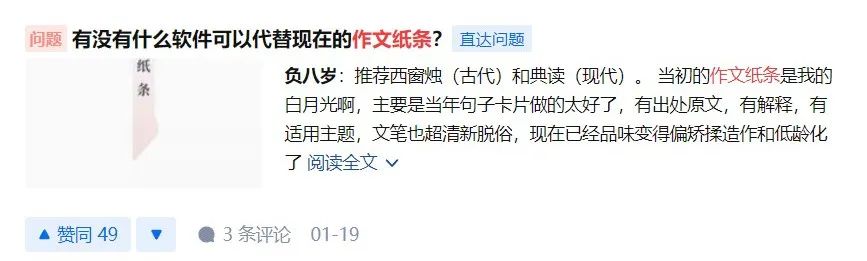 问题 有没有什么软件可以代替现在的作文纸条? 直达问题
纸
条
负八岁：推荐西窗烛（古代）和典读（现代）。 当初的作文纸条是我的
白月光啊，主要是当年句子卡片做的太好了，有出处原文，有解释，有
适用主题，文笔也超清新脱俗，现在已经品味变得偏矫揉造作和低龄化
了 阅读全文
赞同 49 3 条评论 01-19